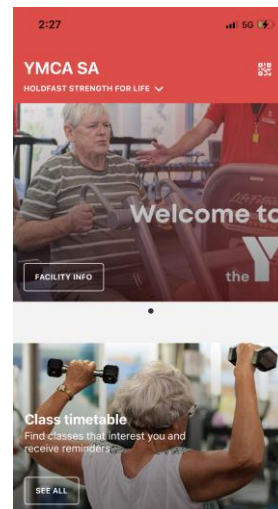 2:27
5G
YMCA SA
HOLDFAST STRENGTH FOR LIFE
Welcome to
the Y
FACILITY INFO
Class timetable
Find classes that interest you and
receive reminders
SEE ALL